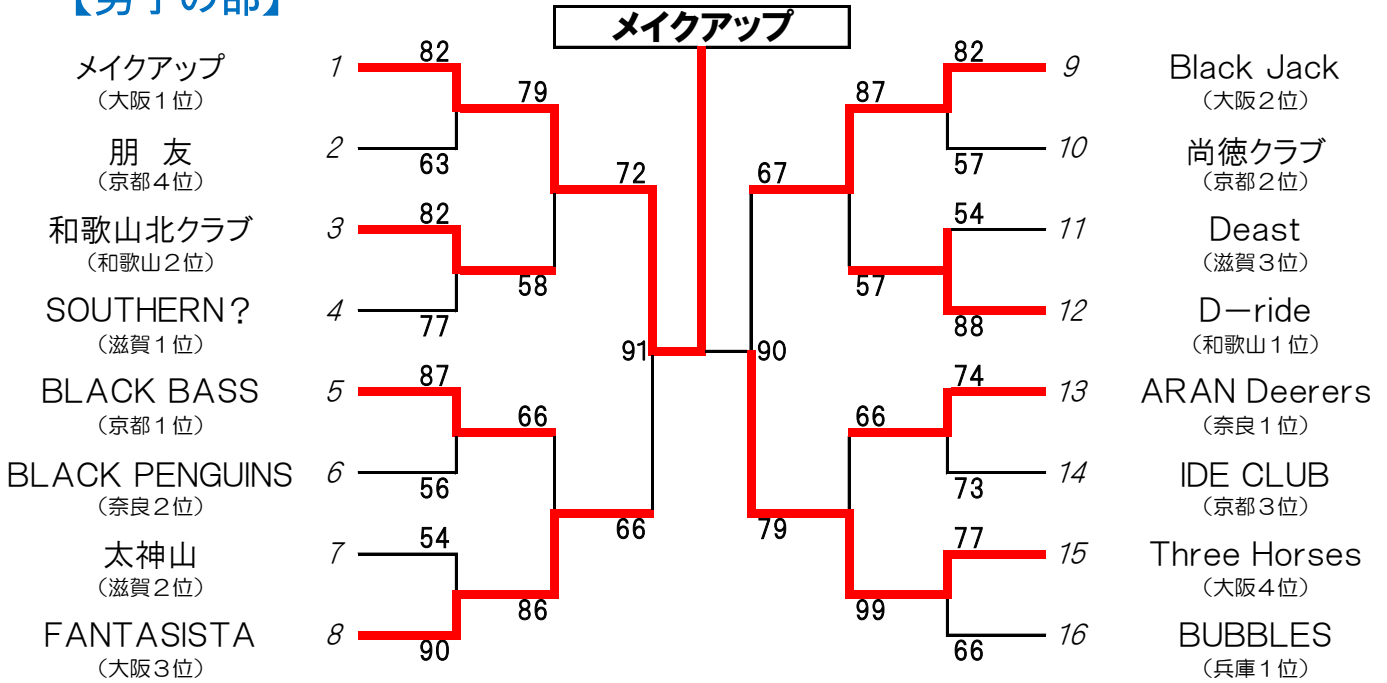 【男子の部】
メイクアップ
メイクアップ
（大阪１位）
1
82
朋　友
（京都４位）
2
63
79
和歌山北クラブ
（和歌山２位）
3
82
SOUTHERN？
（滋賀１位）
4
77
58
72
BLACK BASS
（京都１位）
5
87
BLACK PENGUINS
（奈良２位）
6
56
66
太神山
（滋賀２位）
7
54
FANTASISTA
（大阪３位）
8
90
86
66
91
82
9
Black Jack
（大阪２位）
57
10
尚徳クラブ
（京都２位）
87
54
11
Deast
（滋賀３位）
88
12
D－ride
（和歌山１位）
57
67
74
13
ARAN Deerers
（奈良１位）
73
14
IDE CLUB
（京都３位）
66
77
15
Three Horses
（大阪４位）
66
16
BUBBLES
（兵庫１位）
99
79
90